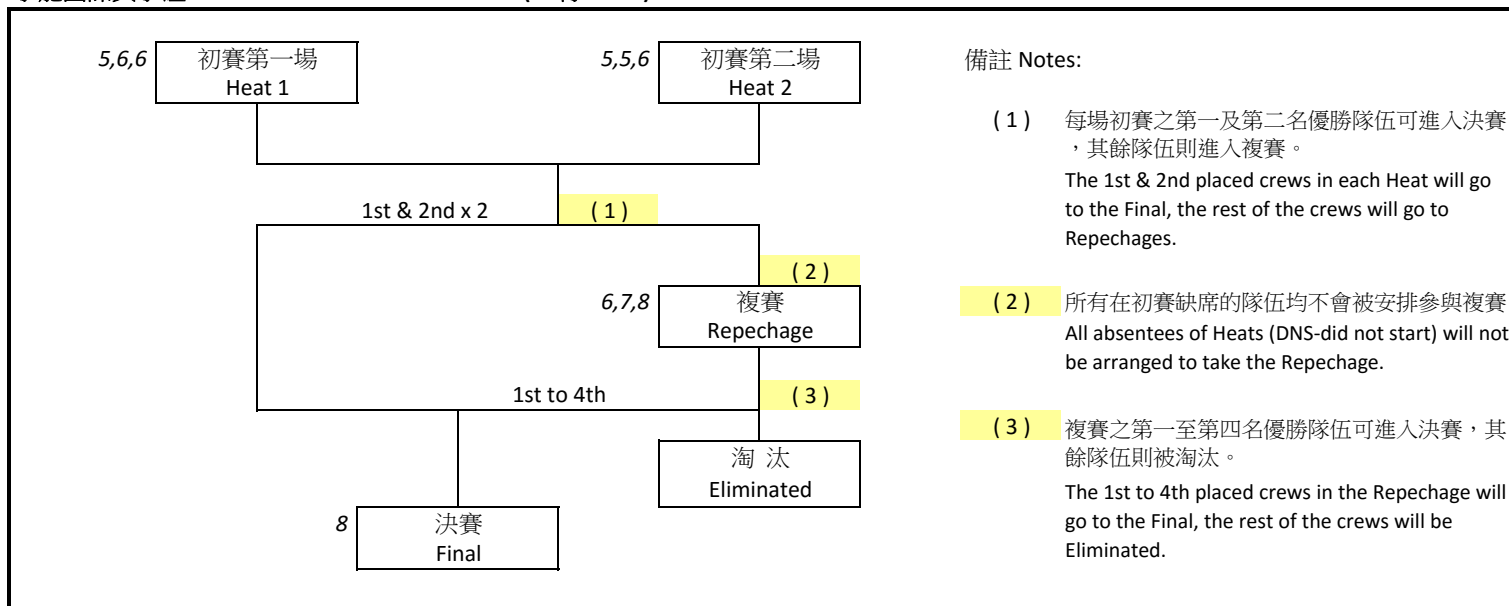 5,6,6
初賽第一場
Heat 1
5,5,6
初賽第二場
Heat 2
1st & 2nd x 2
( 1 )
( 2 )
6,7,8
複賽
Repechage
1st to 4th
( 3 )
淘 汰
Eliminated
8
決賽
Final
備註 Notes:
( 1 ) 每場初賽之第一及第二名優勝隊伍可進入決賽
，其餘隊伍則進入複賽。
The 1st & 2nd placed crews in each Heat will go
to the Final, the rest of the crews will go to
Repechages.
( 2 ) 所有在初賽缺席的隊伍均不會被安排參與複賽
All absentees of Heats (DNS-did not start) will not
be arranged to take the Repechage.
( 3 ) 複賽之第一至第四名優勝隊伍可進入決賽，其
餘隊伍則被淘汰。
The 1st to 4th placed crews in the Repechage will
go to the Final, the rest of the crews will be
Eliminated.